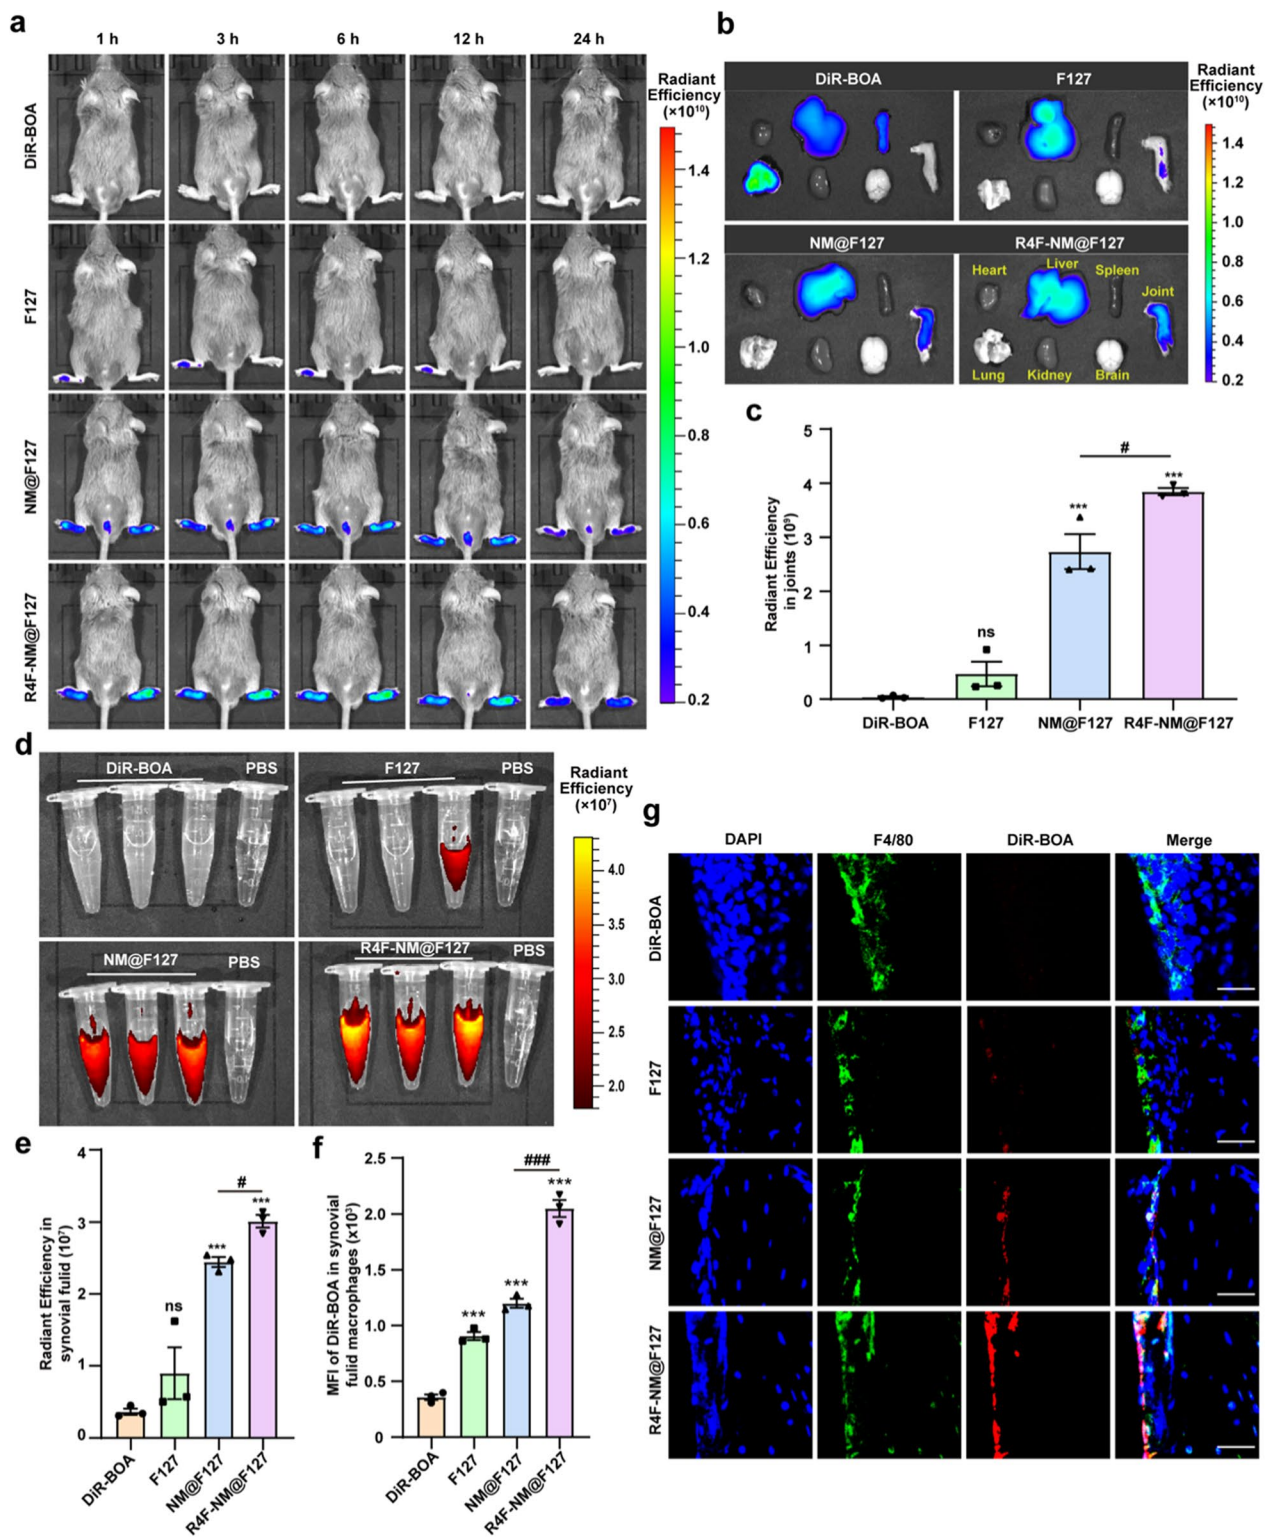 a
1 h 3 h 6 h 12 h 24 h
DiR-BOA
F127
NM@F127
R4F-NM@F127
Radiant
Efficiency
(×10¹⁰)
1.4
1.2
1.0
0.8
0.6
0.4
0.2
b
DiR-BOA F127
NM@F127 R4F-NM@F127
Heart Liver Spleen
Joint
Lung Kidney Brain
Radiant
Efficiency
(×10¹⁰)
1.4
1.2
1.0
0.8
0.6
0.4
0.2
c
Radiant Efficiency
in joints (10⁹)
5
4
3
2
1
0
ns
***
***
#
DiR-BOA F127 NM@F127 R4F-NM@F127
d
DiR-BOA PBS
F127 PBS
NM@F127 PBS
R4F-NM@F127 PBS
Radiant
Efficiency
(×10⁷)
4.0
3.5
3.0
2.5
2.0
e
Radiant Efficiency in
synovial fulid (10⁷)
4
3
2
1
0
ns
***
***
#
DiR-BOA
F127
NM@F127
R4F-NM@F127
f
MFI of DiR-BOA in synovial
fulid macrophages (x10³)
2.5
2.0
1.5
1.0
0.5
0
***
***
***
###
DiR-BOA
F127
NM@F127
R4F-NM@F127
g
DAPI F4/80 DiR-BOA Merge
DiR-BOA
F127
NM@F127
R4F-NM@F127